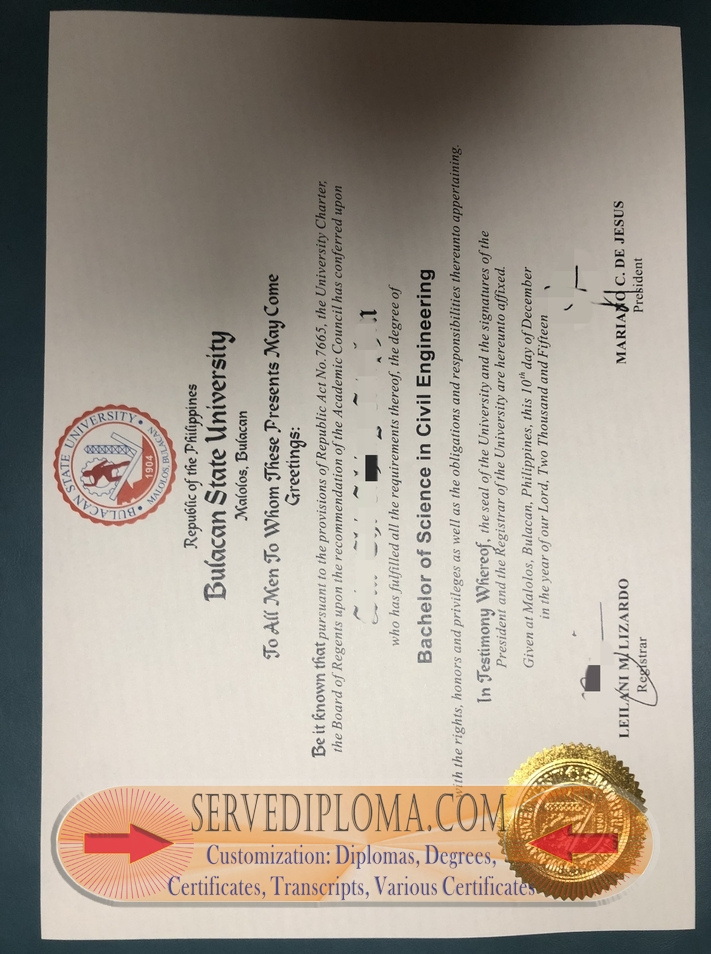 BULACAN STATE UNIVERSITY
MALOLOS, BULACAN
1904
Republic of the Philippines
Bulacan State University
Malolos, Bulacan
To All Men To Whom These Presents May Come
Greetings:
Be it known that pursuant to the provisions of Republic Act No. 7665, the University Charter,
the Board of Regents upon the recommendation of the Academic Council has conferred upon
who has fulfilled all the requirements thereof, the degree of
Bachelor of Science in Civil Engineering
with the rights, honors and privileges as well as the obligations and responsibilities thereunto appertaining.
In Testimony Whereof, the seal of the University and the signatures of the
President and the Registrar of the University are hereunto affixed.
Given at Malolos, Bulacan, Philippines, this 10th day of December
in the year of our Lord, Two Thousand and Fifteen
LEILANI M. LIZARDO
Registrar
MARIANO C. DE JESUS
President
SERVEDIPLOMA.COM
Customization: Diplomas, Degrees,
Certificates, Transcripts, Various Certificates